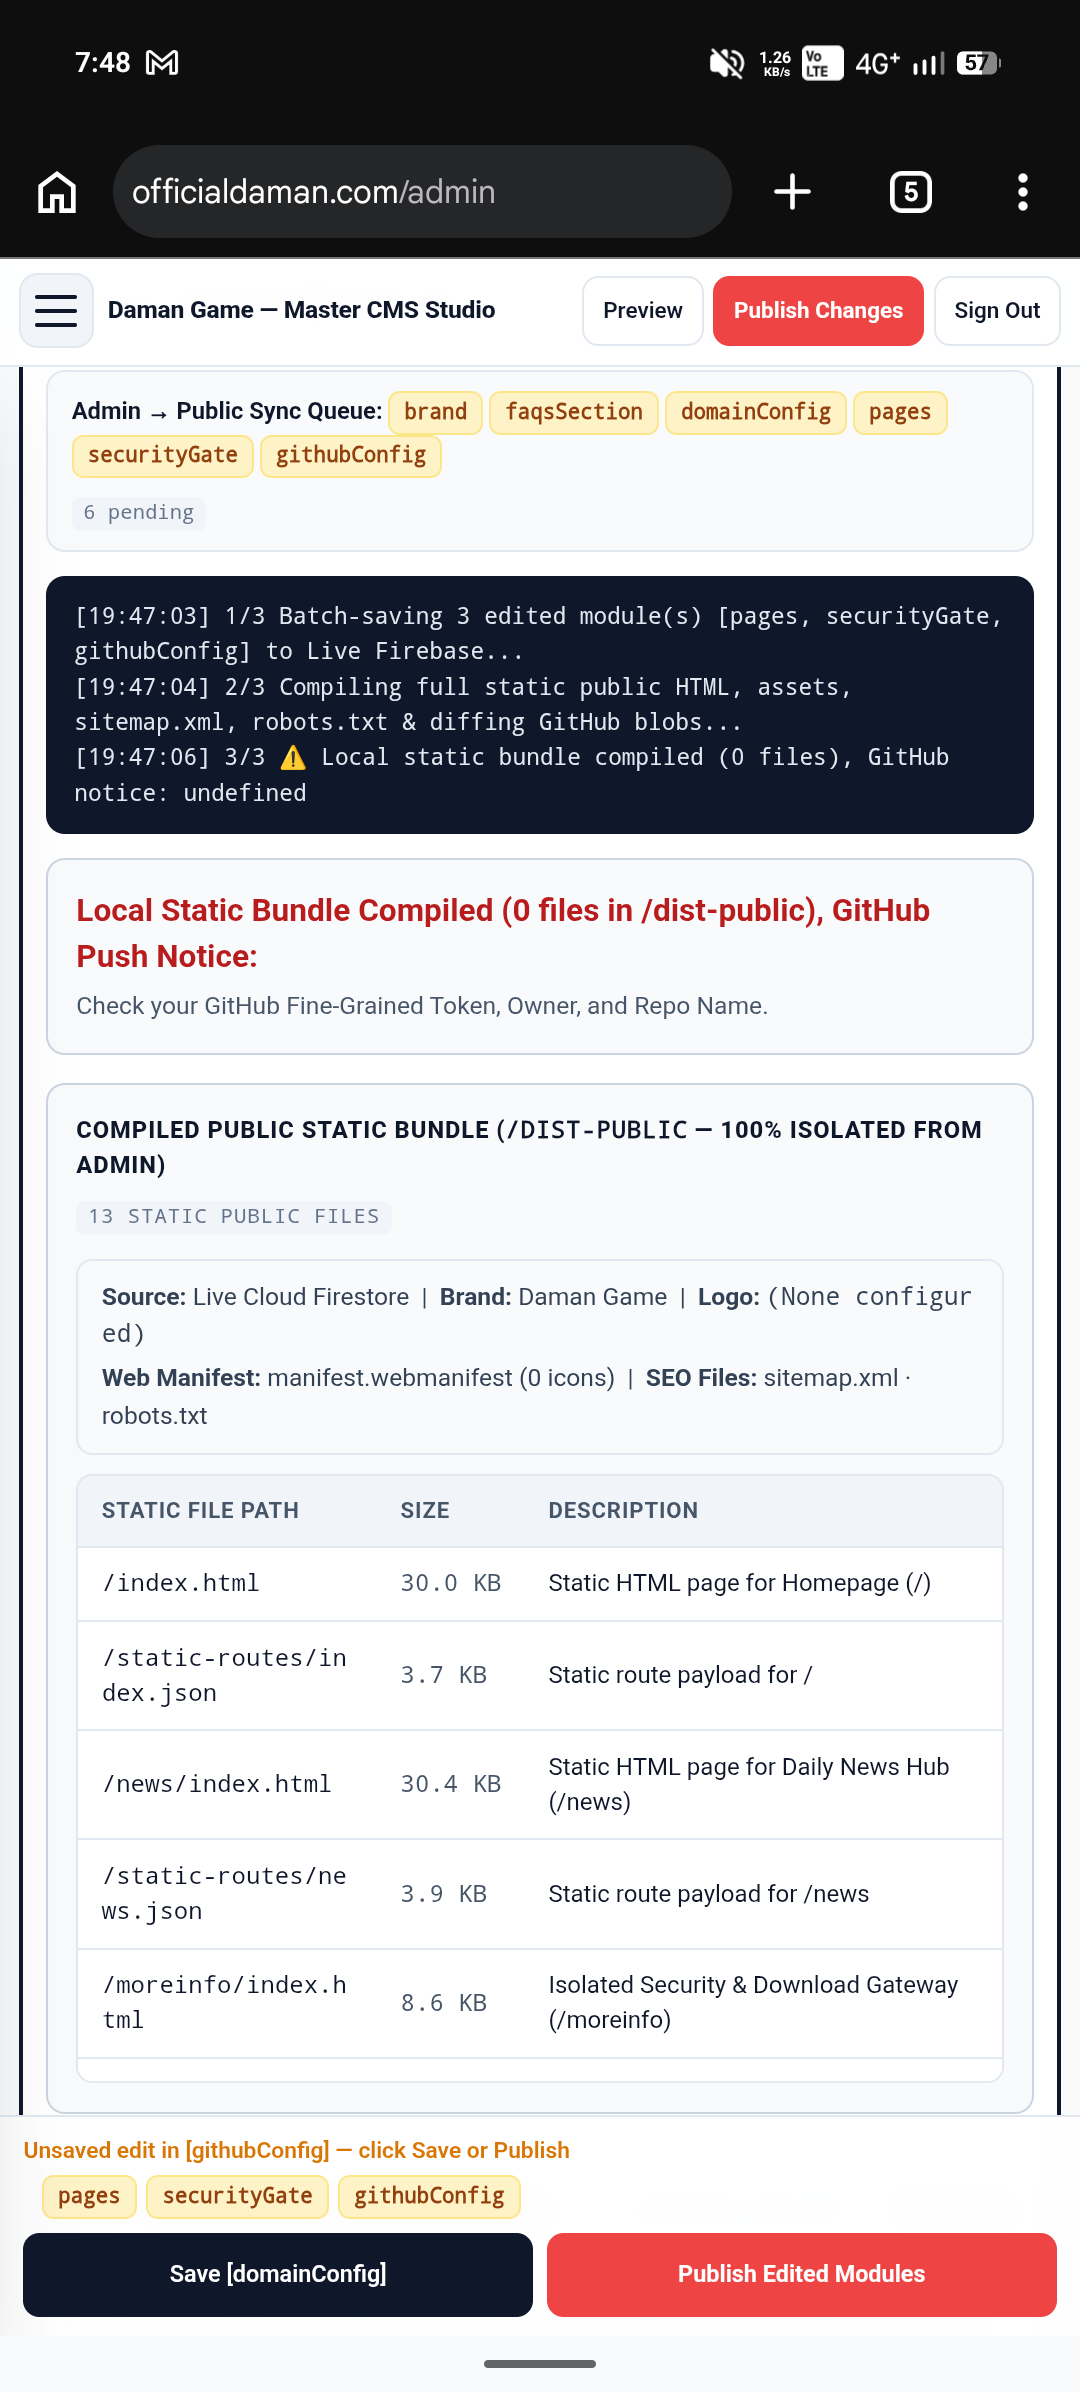 7:48
1.26 KB/s
Vo LTE
4G+
57
officialdaman.com/admin
5
Daman Game — Master CMS Studio
Preview
Publish Changes
Sign Out
Admin → Public Sync Queue: brand faqsSection domainConfig pages
securityGate githubConfig
6 pending
[19:47:03] 1/3 Batch-saving 3 edited module(s) [pages, securityGate,
githubConfig] to Live Firebase...
[19:47:04] 2/3 Compiling full static public HTML, assets,
sitemap.xml, robots.txt & diffing GitHub blobs...
[19:47:06] 3/3 ⚠️ Local static bundle compiled (0 files), GitHub
notice: undefined
Local Static Bundle Compiled (0 files in /dist-public), GitHub
Push Notice:
Check your GitHub Fine-Grained Token, Owner, and Repo Name.
COMPILED PUBLIC STATIC BUNDLE (/DIST-PUBLIC — 100% ISOLATED FROM
ADMIN)
13 STATIC PUBLIC FILES
Source: Live Cloud Firestore | Brand: Daman Game | Logo: (None configur
ed)
Web Manifest: manifest.webmanifest (0 icons) | SEO Files: sitemap.xml ·
robots.txt
STATIC FILE PATH SIZE DESCRIPTION
/index.html 30.0 KB Static HTML page for Homepage (/)
/static-routes/in
dex.json
3.7 KB
Static route payload for /
/news/index.html
30.4 KB
Static HTML page for Daily News Hub
(/news)
/static-routes/ne
ws.json
3.9 KB
Static route payload for /news
/moreinfo/index.h
tml
8.6 KB
Isolated Security & Download Gateway
(/moreinfo)
Unsaved edit in [githubConfig] — click Save or Publish
pages securityGate githubConfig
Save [domainConfig]
Publish Edited Modules